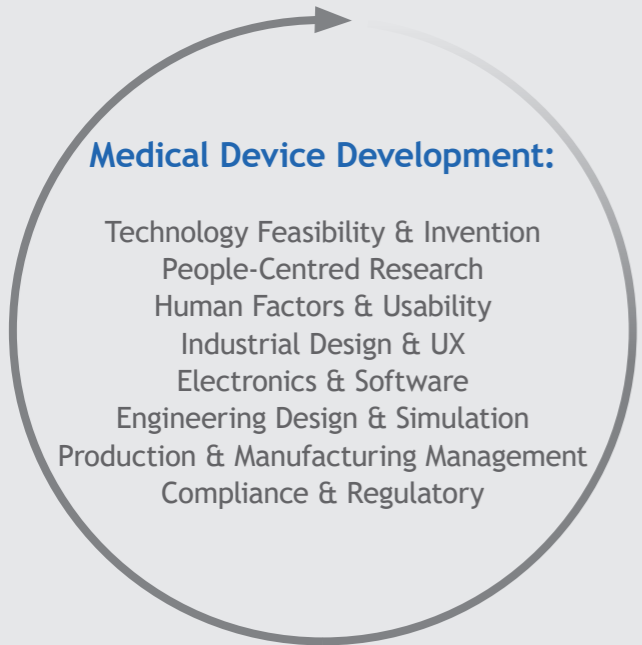 Medical Device Development:
Technology Feasibility & Invention
People-Centred Research
Human Factors & Usability
Industrial Design & UX
Electronics & Software
Engineering Design & Simulation
Production & Manufacturing Management
Compliance & Regulatory